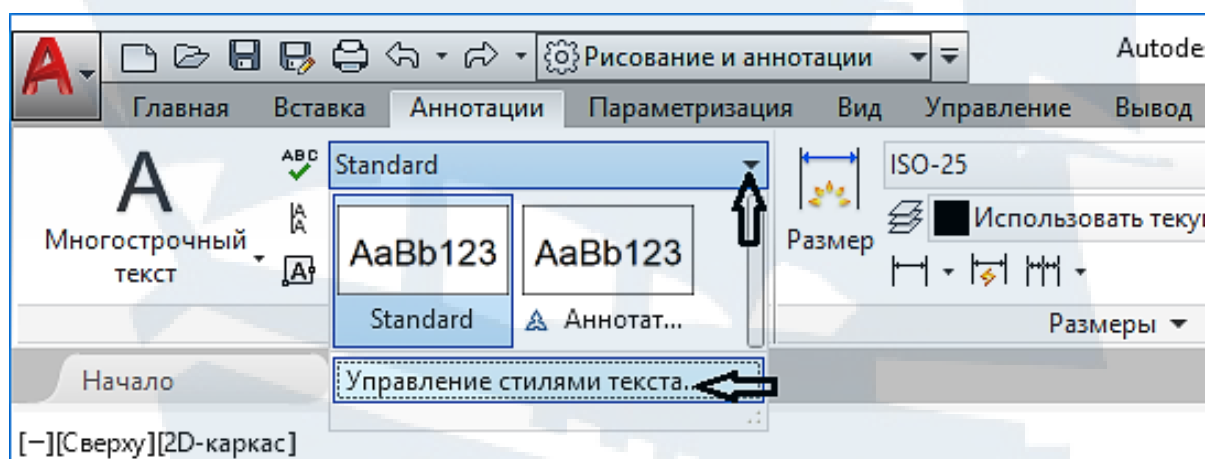 Рисование и аннотации
Autode
Главная Вставка Аннотации Параметризация Вид Управление Вывод
A
Многострочный текст
ABC
Standard
AaBb123 AaBb123
Standard Аннотат...
Управление стилями текста...
Размер
ISO-25
Использовать теку
Размеры
Начало
[−][Сверху][2D-каркас]